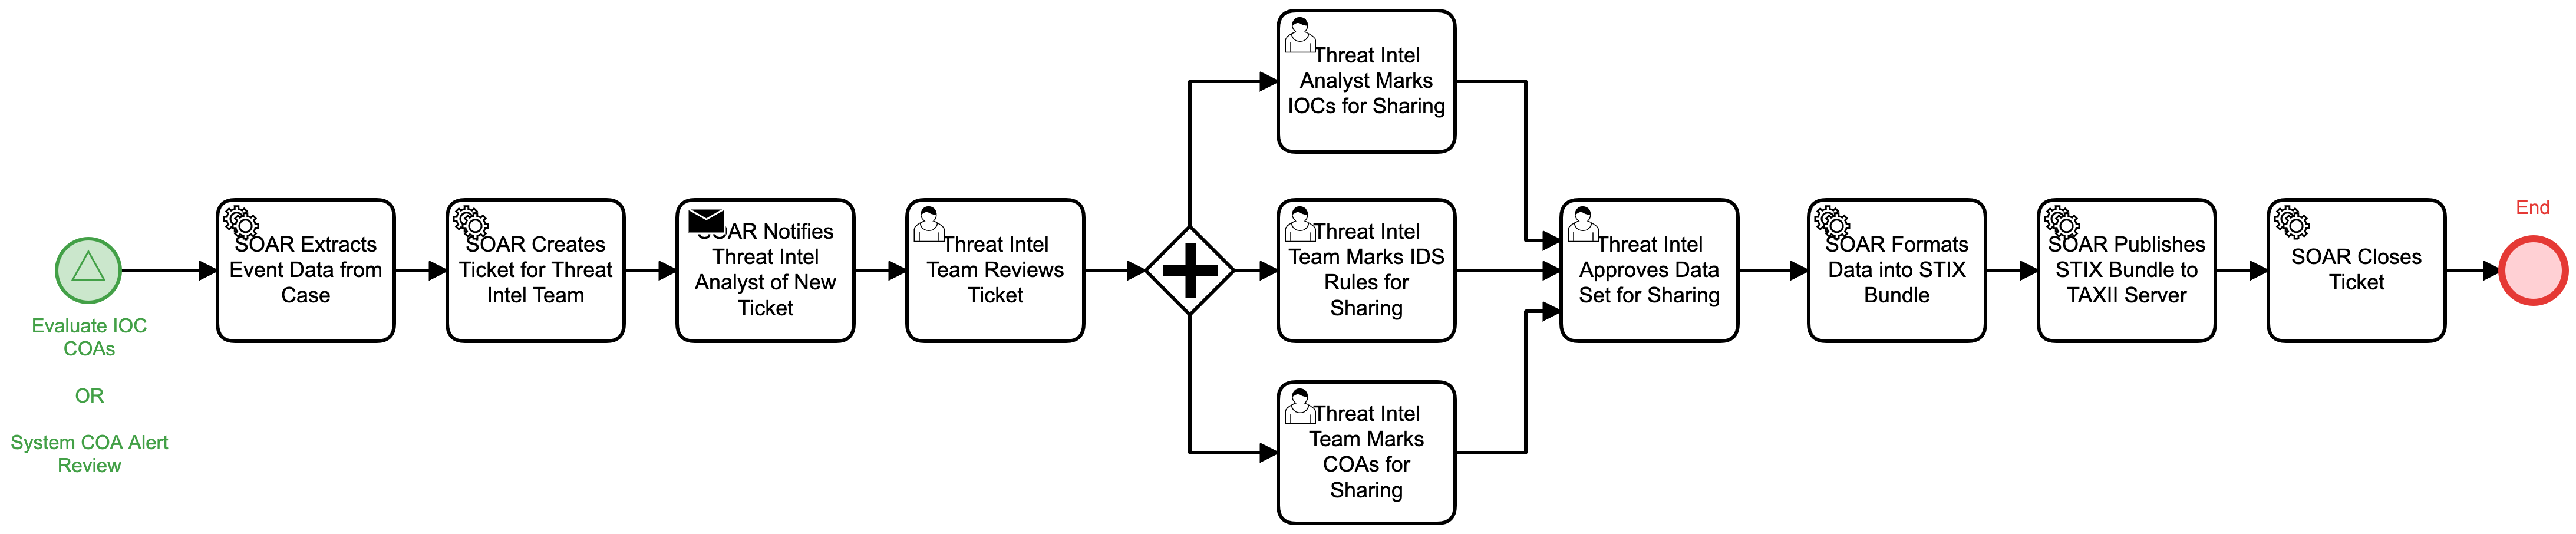 Evaluate IOC
COAs
OR
System COA Alert
Review
SOAR Extracts
Event Data from
Case
SOAR Creates
Ticket for Threat
Intel Team
SOAR Notifies
Threat Intel
Analyst of New
Ticket
Threat Intel
Team Reviews
Ticket
Threat Intel
Analyst Marks
IOCs for Sharing
Threat Intel
Team Marks IDS
Rules for
Sharing
Threat Intel
Team Marks
COAs for
Sharing
Threat Intel
Approves Data
Set for Sharing
SOAR Formats
Data into STIX
Bundle
SOAR Publishes
STIX Bundle to
TAXII Server
SOAR Closes
Ticket
End